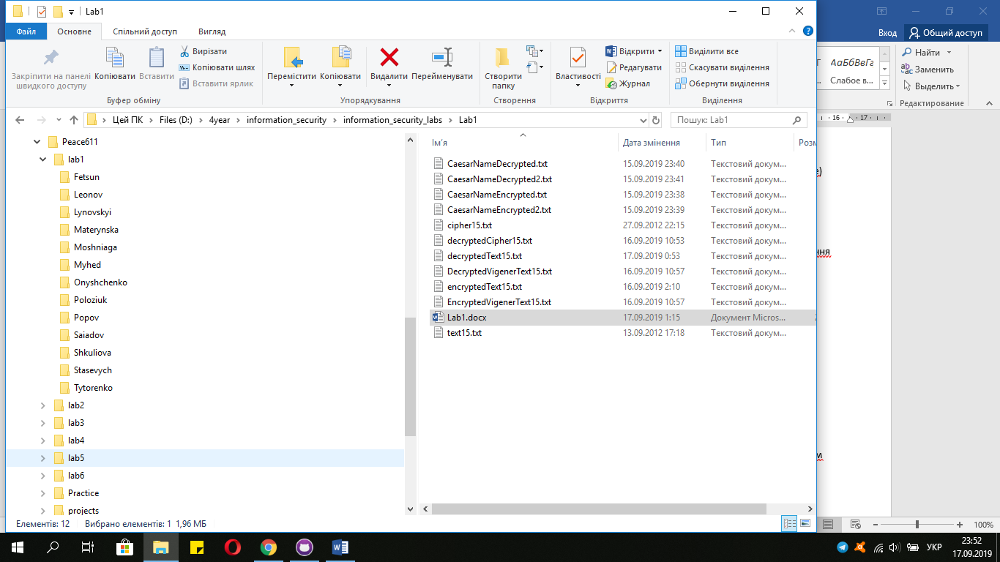 Lab1
Файл Основне Спільний доступ Вигляд
Закріпити на панелі швидкого доступу
Копіювати
Вставити
Вирізати
Копіювати шлях
Вставити ярлик
Буфер обміну
Перемістити
Копіювати
Видалити
Перейменувати
Упорядкування
Створити папку
Створення
Властивості
Відкрити
Редагувати
Журнал
Відкриття
Виділити все
Скасувати виділення
Обернути виділення
Виділення
Вход Общий доступ
АаБбВвГг
Слабое в...
Найти
Заменить
Выделить
Редактирование
16 17
Цей ПК Files (D:) 4year information_security information_security_labs Lab1
Пошук: Lab1
Peace611
lab1
Fetsun
Leonov
Lynovskyi
Materynska
Moshniaga
Myhed
Onyshchenko
Poloziuk
Popov
Saiadov
Shkuliova
Stasevych
Tytorenko
lab2
lab3
lab4
lab5
lab6
Practice
projects
Ім’я Дата змінення Тип Розм
CaesarNameDecrypted.txt 15.09.2019 23:40 Текстовий докум...
CaesarNameDecrypted2.txt 15.09.2019 23:41 Текстовий докум...
CaesarNameEncrypted.txt 15.09.2019 23:38 Текстовий докум...
CaesarNameEncrypted2.txt 15.09.2019 23:39 Текстовий докум...
cipher15.txt 27.09.2012 22:15 Текстовий докум...
decryptedCipher15.txt 16.09.2019 10:53 Текстовий докум...
decryptedText15.txt 17.09.2019 0:53 Текстовий докум...
DecryptedVigenerText15.txt 16.09.2019 10:57 Текстовий докум...
encryptedText15.txt 16.09.2019 2:10 Текстовий докум...
EncryptedVigenerText15.txt 16.09.2019 10:57 Текстовий докум...
Lab1.docx 17.09.2019 1:15 Документ Micros... 2
text15.txt 13.09.2012 17:18 Текстовий докум...
e)
ння
м
Елементів: 12 Вибрано елементів: 1 1,96 МБ
100%
УКР
23:52
17.09.2019